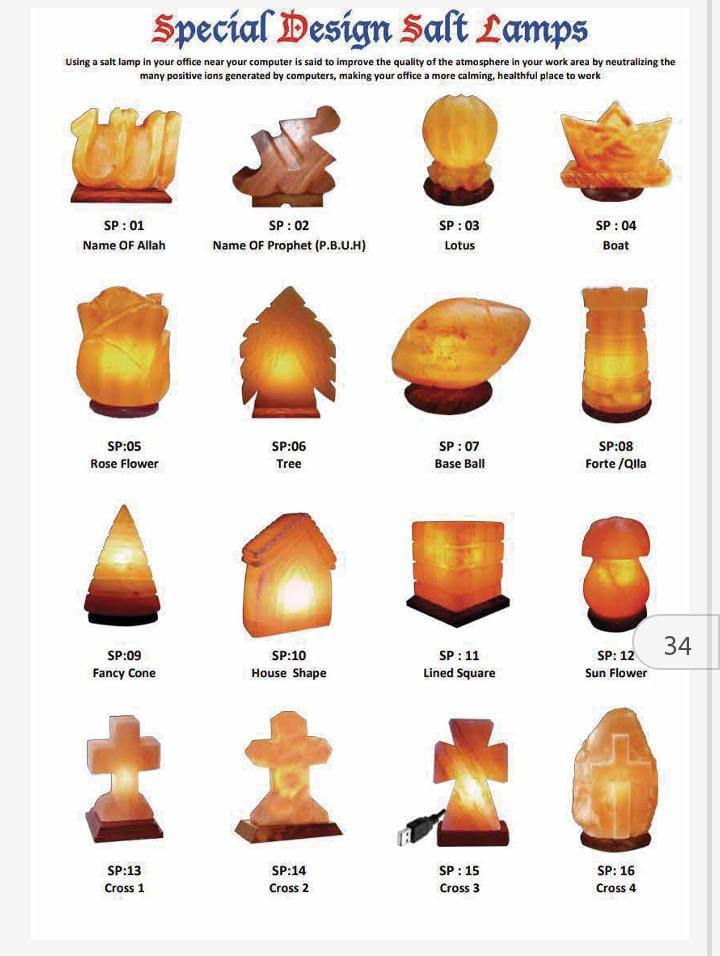 Special Design Salt Lamps
Using a salt lamp in your office near your computer is said to improve the quality of the atmosphere in your work area by neutralizing the
many positive ions generated by computers, making your office a more calming, healthful place to work
SP : 01
Name OF Allah
SP : 02
Name OF Prophet (P.B.U.H)
SP : 03
Lotus
SP : 04
Boat
SP:05
Rose Flower
SP:06
Tree
SP : 07
Base Ball
SP:08
Forte /Qlla
SP:09
Fancy Cone
SP:10
House Shape
SP : 11
Lined Square
SP: 12
Sun Flower
34
SP:13
Cross 1
SP:14
Cross 2
SP : 15
Cross 3
SP: 16
Cross 4